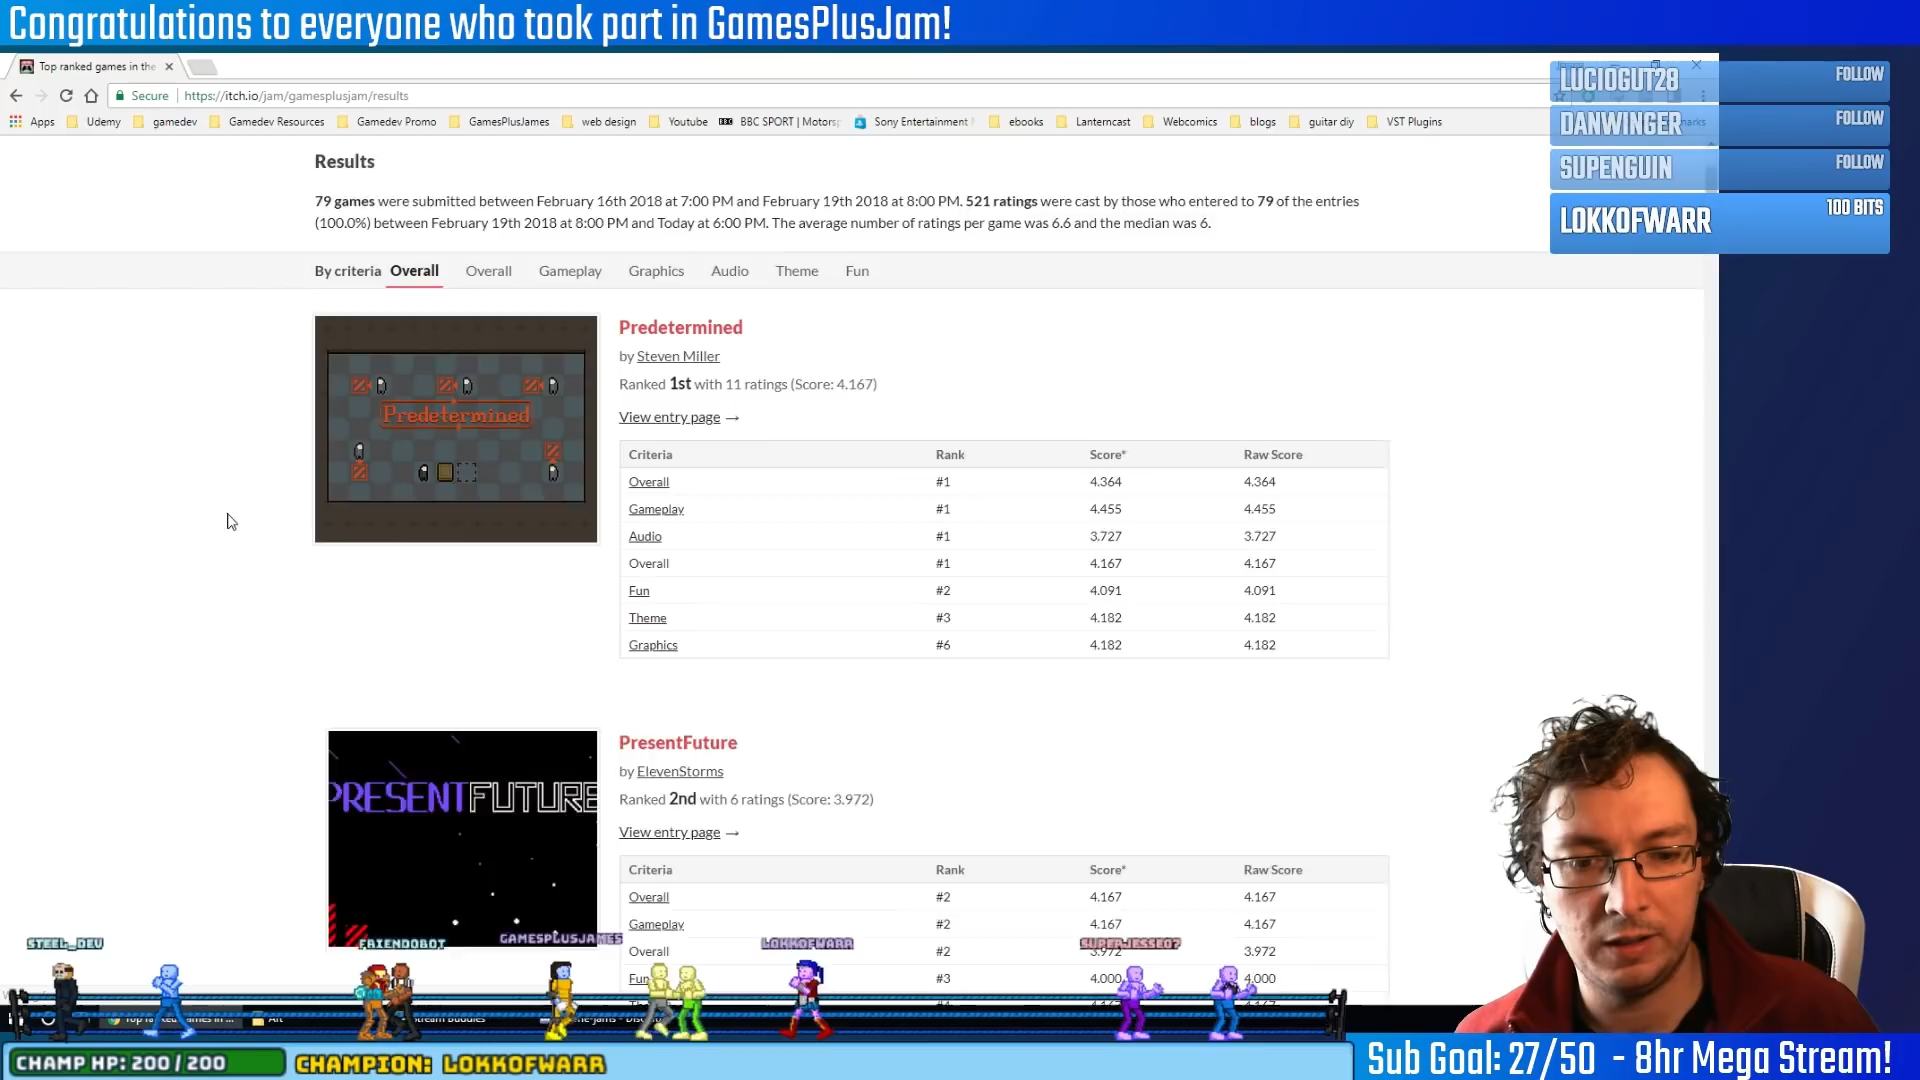 Congratulations to everyone who took part in GamesPlusJam!
Top ranked games in the
Secure https://itch.io/jam/gamesplusjam/results
Apps Udemy gamedev Gamedev Resources Gamedev Promo GamesPlusJames web design Youtube BBC SPORT | Motors Sony Entertainment ebooks Lanterncast Webcomics blogs guitar diy VST Plugins
LUCIOGUT28 FOLLOW
DANWINGER FOLLOW
SUPENGUIN FOLLOW
LOKKOFWARR 100 BITS
Results
79 games were submitted between February 16th 2018 at 7:00 PM and February 19th 2018 at 8:00 PM. 521 ratings were cast by those who entered to 79 of the entries
(100.0%) between February 19th 2018 at 8:00 PM and Today at 6:00 PM. The average number of ratings per game was 6.6 and the median was 6.
By criteria Overall Overall Gameplay Graphics Audio Theme Fun
Predetermined
Predetermined
by Steven Miller
Ranked 1st with 11 ratings (Score: 4.167)
View entry page →
Criteria Rank Score* Raw Score
Overall #1 4.364 4.364
Gameplay #1 4.455 4.455
Audio #1 3.727 3.727
Overall #1 4.167 4.167
Fun #2 4.091 4.091
Theme #3 4.182 4.182
Graphics #6 4.182 4.182
PRESENTFUTURE
PresentFuture
by ElevenStorms
Ranked 2nd with 6 ratings (Score: 3.972)
View entry page →
Criteria Rank Score* Raw Score
Overall #2 4.167 4.167
Gameplay #2 4.167 4.167
Overall #2 3.972 3.972
Fun #3 4.000 4.000
STEEL_DEV FRIENDOBOT GAMESPLUSJAMES LOKKOFWARR SUPERJESSE07
CHAMP HP: 200/200 CHAMPION: LOKKOFWARR
Sub Goal: 27/50 - 8hr Mega Stream!